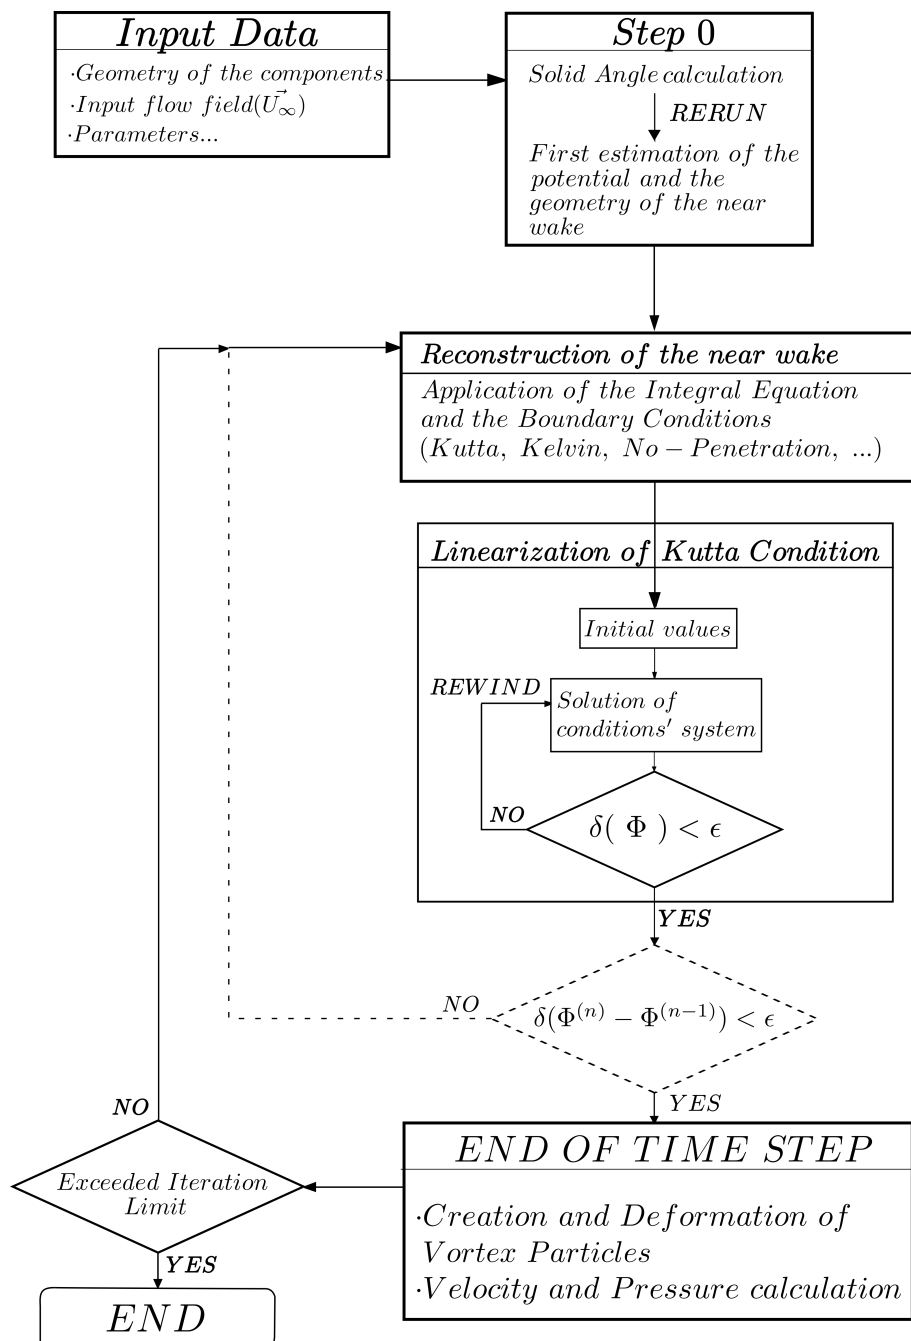 Input Data
·Geometry of the components
·Input flow field(U⃗∞)
·Parameters...
Step 0
Solid Angle calculation
RERUN
First estimation of the
potential and the
geometry of the near
wake
Reconstruction of the near wake
Application of the Integral Equation
and the Boundary Conditions
(Kutta, Kelvin, No − Penetration, ...)
Linearization of Kutta Condition
Initial values
REWIND
Solution of
conditions′ system
NO
δ( Φ ) < ϵ
YES
NO
δ(Φ⁽ⁿ⁾ − Φ⁽ⁿ⁻¹⁾) < ϵ
YES
NO
END OF TIME STEP
Exceeded Iteration
Limit
·Creation and Deformation of
Vortex Particles
·Velocity and Pressure calculation
YES
END